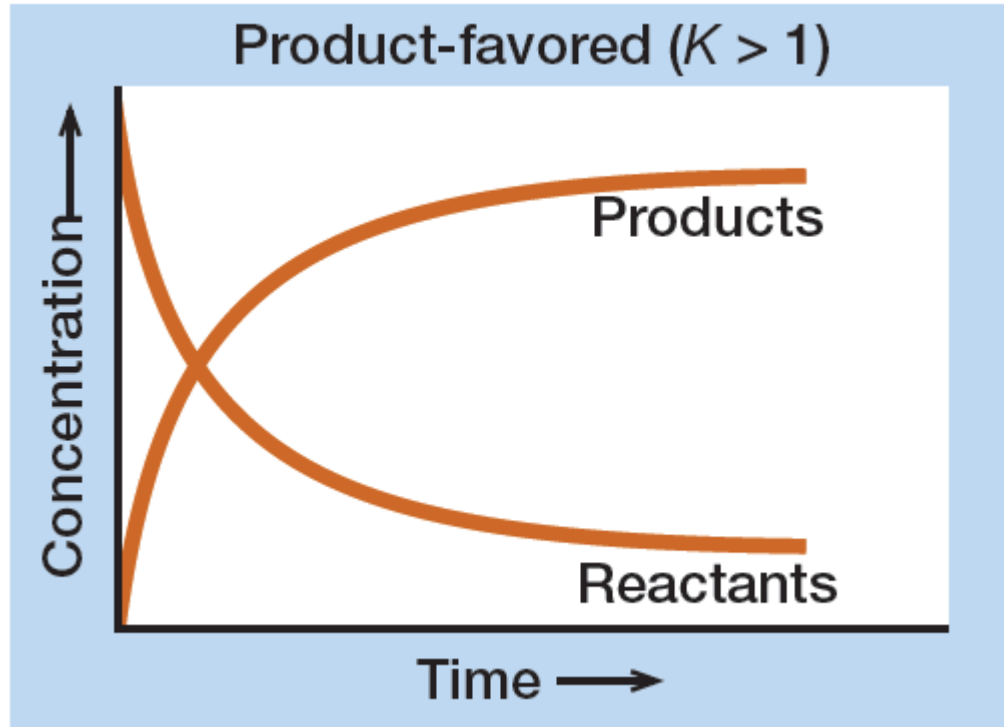 Product-favored (K > 1)
Concentration
Products
Reactants
Time